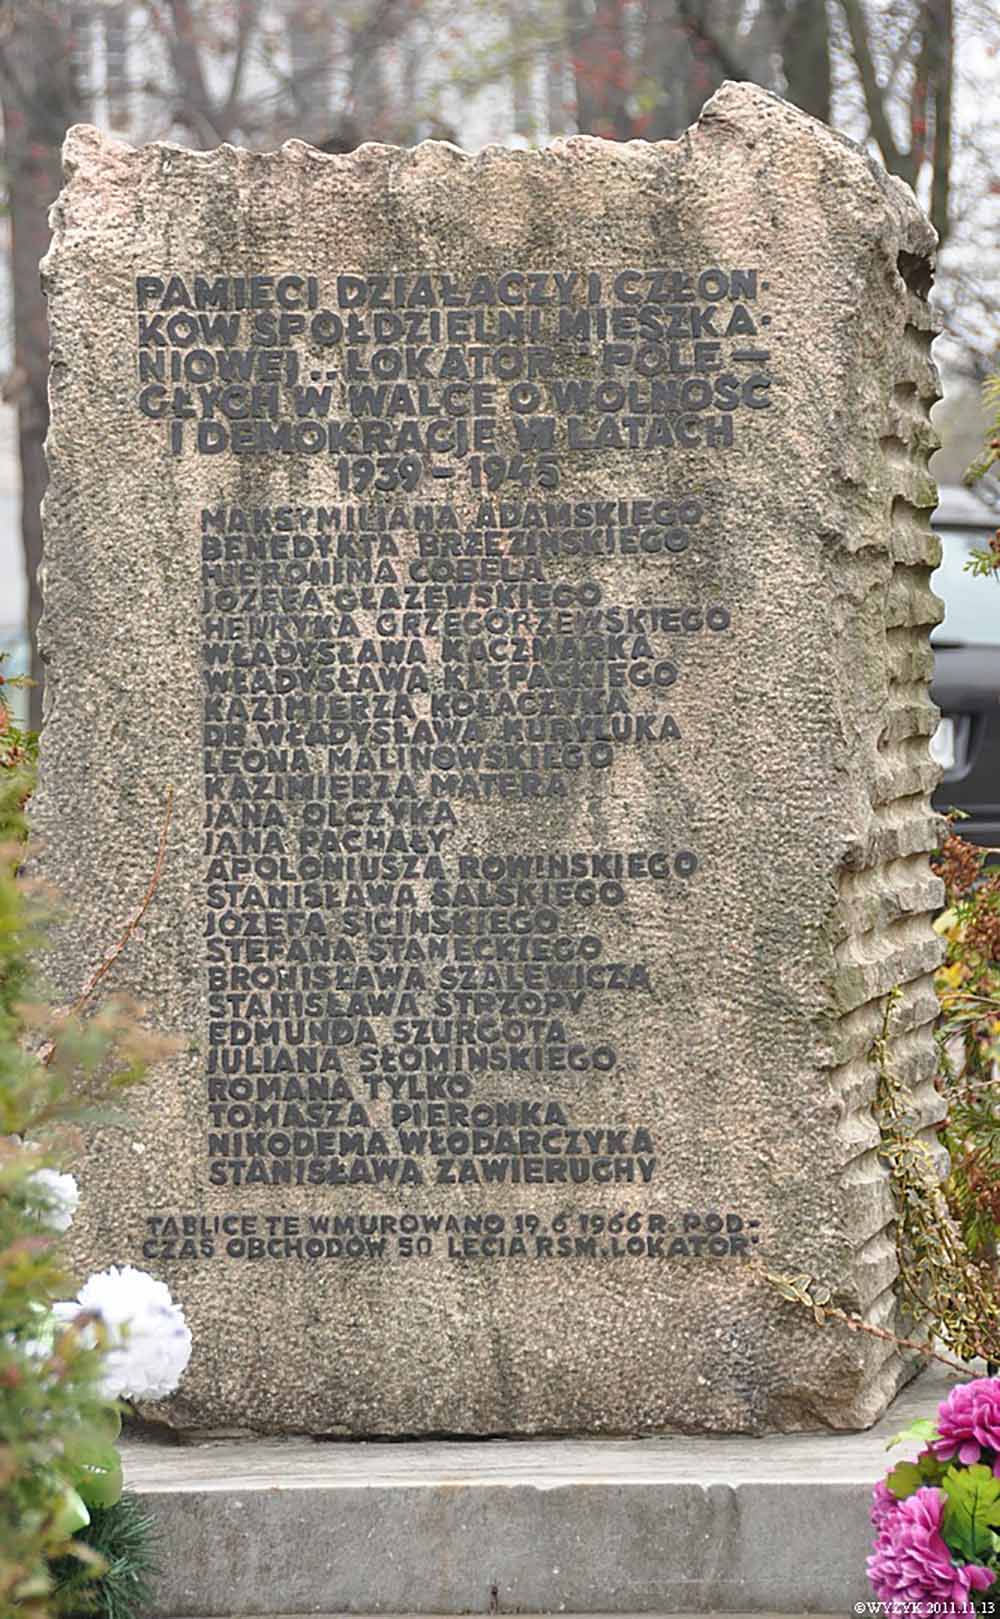 PAMIĘCI DZIAŁACZY I CZŁON-
KÓW SPÓŁDZIELNI MIESZKA-
NIOWEJ „LOKATOR" POLE-
GŁYCH W WALCE O WOLNOŚĆ
I DEMOKRACJĘ W LATACH
1939-1945
MAKSYMILIANA ADAMSKIEGO
BENEDYKTA BRZEZIŃSKIEGO
HIERONIMA COBELA
JÓZEFA GŁAŻEWSKIEGO
HENRYKA GRZEGORZEWSKIEGO
WŁADYSŁAWA KACZMARKA
WŁADYSŁAWA KŁEPACKIEGO
KAZIMIERZA KOŁACZYKA
DR. WŁADYSŁAWA KURYŁUKA
LEONA MALINOWSKIEGO
KAZIMIERZA MATERA
JANA OLCZYKA
JANA PACHAŁY
APOLONIUSZA ROWIŃSKIEGO
STANISŁAWA SALSKIEGO
JÓZEFA SICIŃSKIEGO
STEFANA STANECKIEGO
BRONISŁAWA SZALEWICZA
STANISŁAWA STRZOPY
EDMUNDA SZURGOTA
JULIANA SŁOMIŃSKIEGO
ROMANA TYLKO
TOMASZA PIERONKA
NIKODEMA WŁODARCZYKA
STANISŁAWA ZAWIERUCHY
TABLICE TE WMUROWANO 19.6 1966 R. POD-
CZAS OBCHODÓW 50 LECIA RSM „LOKATOR"
©WYZYK 2011.11.13